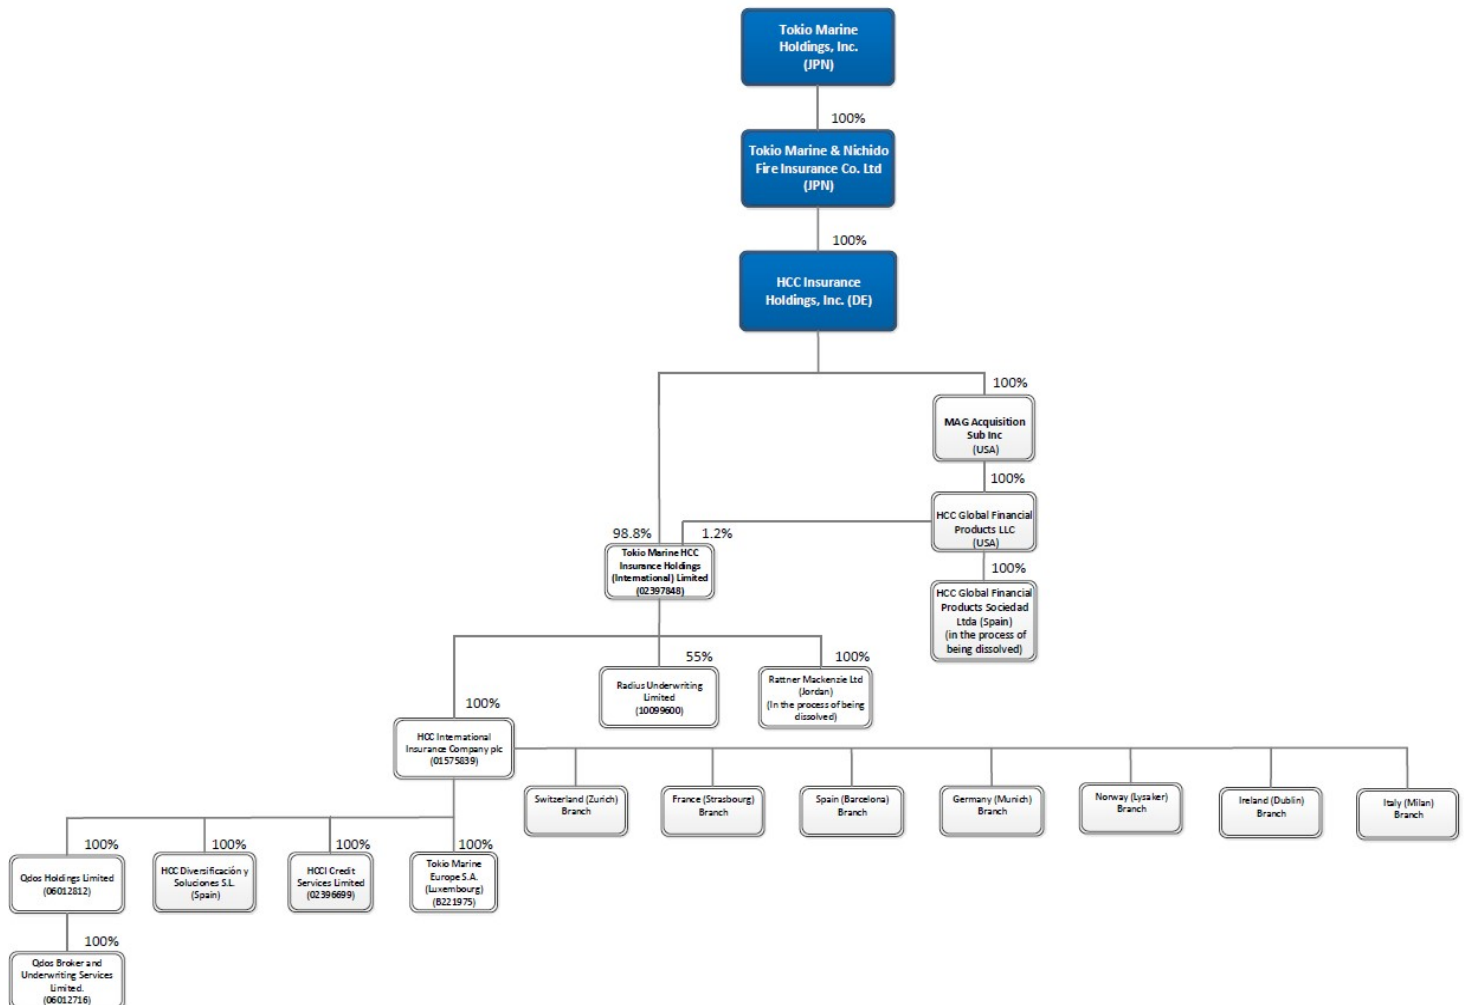 Tokio Marine
Holdings, Inc.
(JPN)
100%
Tokio Marine & Nichido
Fire Insurance Co. Ltd
(JPN)
100%
HCC Insurance
Holdings, Inc. (DE)
100%
MAG Acquisition
Sub Inc
(USA)
100%
HCC Global Financial
Products LLC
(USA)
98.8%
1.2%
Tokio Marine HCC
Insurance Holdings
(International) Limited
(02397848)
100%
HCC Global Financial
Products Sociedad
Ltda (Spain)
(in the process of
being dissolved)
55%
Radius Underwriting
Limited
(10099600)
100%
Rattner Mackenzie Ltd
(Jordan)
(In the process of being
dissolved)
100%
HCC International
Insurance Company plc
(01575839)
Switzerland (Zurich)
Branch
France (Strasbourg)
Branch
Spain (Barcelona)
Branch
Germany (Munich)
Branch
Norway (Lysaker)
Branch
Ireland (Dublin)
Branch
Italy (Milan)
Branch
100%
Qdos Holdings Limited
(06012812)
100%
HCC Diversificación y
Soluciones S.L.
(Spain)
100%
HCCI Credit
Services Limited
(02396699)
100%
Tokio Marine
Europe S.A.
(Luxembourg)
(B221975)
100%
Qdos Broker and
Underwriting Services
Limited.
(06012716)